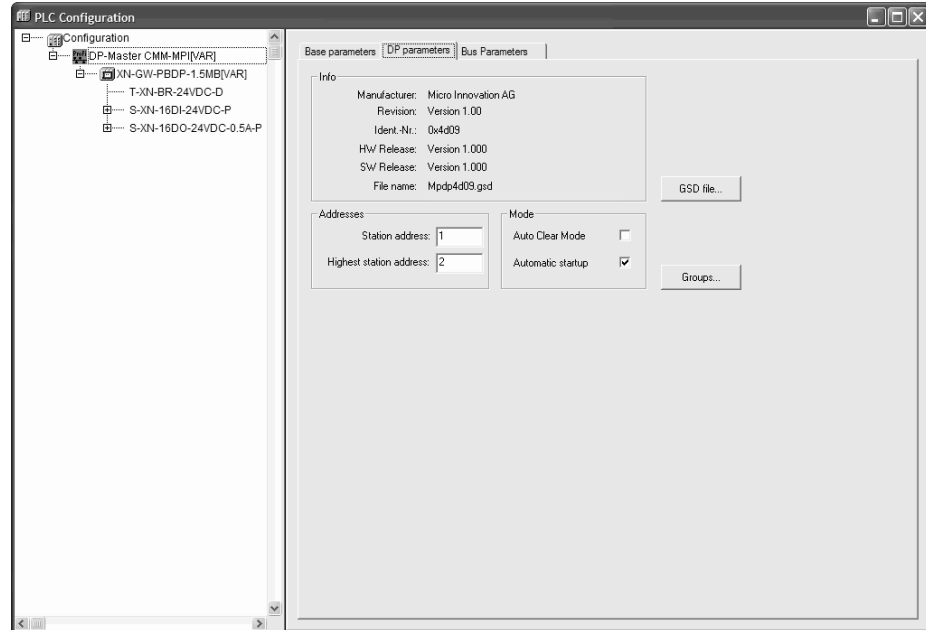 PLC Configuration
Configuration
DP-Master CMM-MPI[VAR]
XN-GW-PBDP-1.5MB[VAR]
T-XN-BR-24VDC-D
S-XN-16DI-24VDC-P
S-XN-16DO-24VDC-0.5A-P
Base parameters DP parameters Bus Parameters
Info
Manufacturer: Micro Innovation AG
Revision: Version 1.00
Ident.-Nr.: 0x4d09
HW Release: Version 1.000
SW Release: Version 1.000
File name: Mpdp4d09.gsd
GSD file...
Addresses
Station address: 1
Highest station address: 2
Mode
Auto Clear Mode
Automatic startup
Groups...